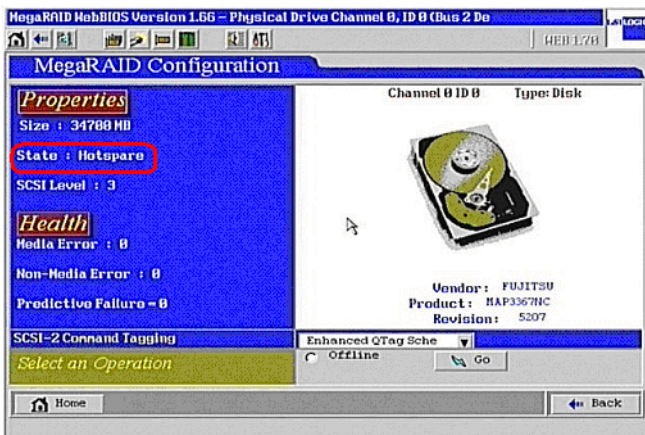 MegaRAID WebBIOS Version 1.66 - Physical Drive Channel 0, ID 0 (Bus 2 De
LSI LOGIC
WEB 1.70
MegaRAID Configuration
Properties
Size : 34700 MB
State : Hotspare
SCSI Level : 3
Health
Media Error : 0
Non-Media Error : 0
Predictive Failure = 0
Channel 0 ID 0 Type: Disk
Vendor: FUJITSU
Product: MAP3367NC
Revision: 5207
SCSI-2 Command Tagging
Enhanced QTag Sche
Select an Operation
Offline
Go
Home
Back